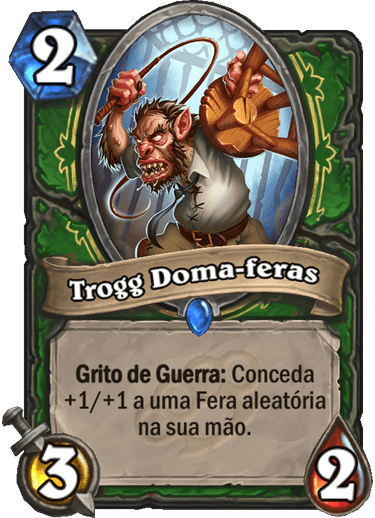 2
Trogg Doma-feras
Grito de Guerra: Conceda
+1/+1 a uma Fera aleatória
na sua mão.
3
2